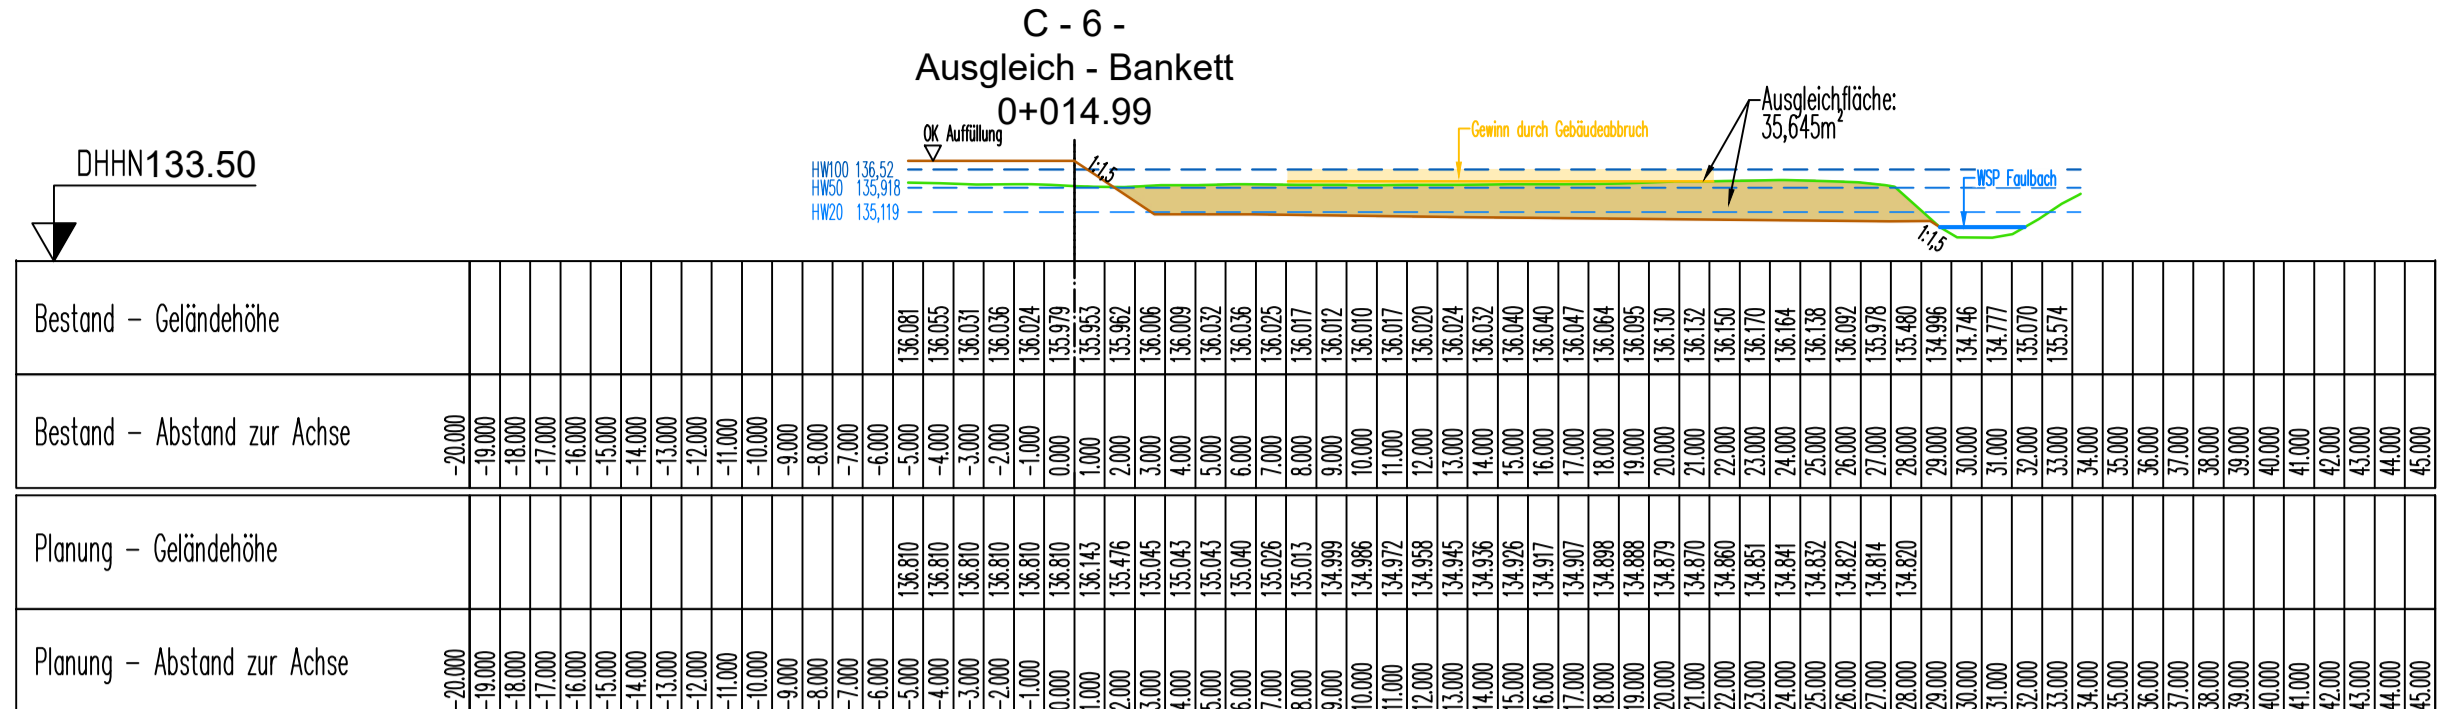 C - 6 -
Ausgleich - Bankett
0+014.99
DHHN133.50
OK Auffüllung
1:1,5
Gewinn durch Gebäudeabbruch
Ausgleichfläche:
35,645m²
HW100 136,52
HW50 135,918
HW20 135,119
WSP Faulbach
1:1,5
Bestand - Geländehöhe
136.081 136.055 136.031 136.036 136.024 135.979 135.953 135.962 136.006 136.009 136.032 136.036 136.025 136.017 136.012 136.010 136.017 136.020 136.024 136.032 136.040 136.040 136.047 136.064 136.095 136.130 136.132 136.150 136.170 136.164 136.138 136.092 135.978 135.480 134.996 134.746 134.777 135.070 135.574
Bestand - Abstand zur Achse
-20.000 -19.000 -18.000 -17.000 -16.000 -15.000 -14.000 -13.000 -12.000 -11.000 -10.000 -9.000 -8.000 -7.000 -6.000 -5.000 -4.000 -3.000 -2.000 -1.000 0.000 1.000 2.000 3.000 4.000 5.000 6.000 7.000 8.000 9.000 10.000 11.000 12.000 13.000 14.000 15.000 16.000 17.000 18.000 19.000 20.000 21.000 22.000 23.000 24.000 25.000 26.000 27.000 28.000 29.000 30.000 31.000 32.000 33.000 34.000 35.000 36.000 37.000 38.000 39.000 40.000 41.000 42.000 43.000 44.000 45.000
Planung - Geländehöhe
136.810 136.810 136.810 136.810 136.810 136.810 136.143 135.476 135.045 135.043 135.043 135.040 135.026 135.013 134.999 134.986 134.972 134.958 134.945 134.936 134.926 134.917 134.907 134.898 134.888 134.879 134.870 134.860 134.851 134.841 134.832 134.822 134.814 134.820
Planung - Abstand zur Achse
-20.000 -19.000 -18.000 -17.000 -16.000 -15.000 -14.000 -13.000 -12.000 -11.000 -10.000 -9.000 -8.000 -7.000 -6.000 -5.000 -4.000 -3.000 -2.000 -1.000 0.000 1.000 2.000 3.000 4.000 5.000 6.000 7.000 8.000 9.000 10.000 11.000 12.000 13.000 14.000 15.000 16.000 17.000 18.000 19.000 20.000 21.000 22.000 23.000 24.000 25.000 26.000 27.000 28.000 29.000 30.000 31.000 32.000 33.000 34.000 35.000 36.000 37.000 38.000 39.000 40.000 41.000 42.000 43.000 44.000 45.000